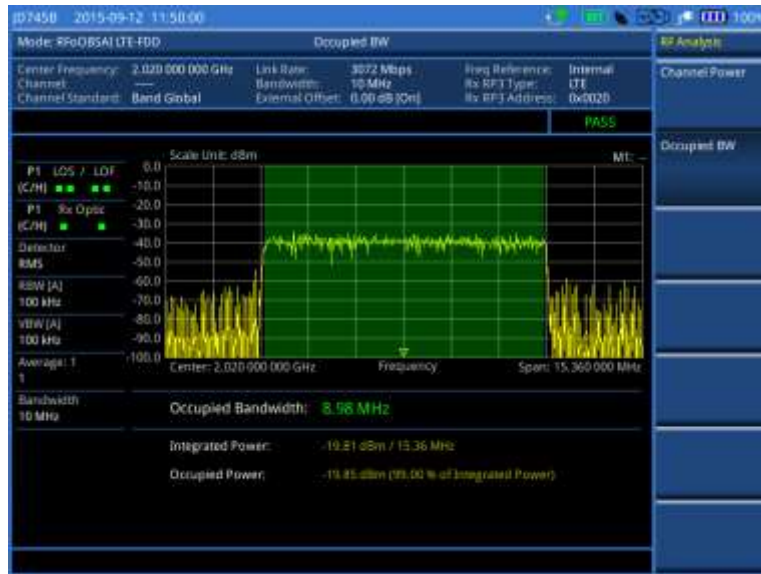 JD745B 2015-09-12 11:50:00
100%
Mode: RFoOBSAI LTE-FDD
Occupied BW
RF Analysis
Center Frequency: 2.020 000 000 GHz
Channel: ----
Channel Standard: Band Global
Link Rate: 3072 Mbps
Bandwidth: 10 MHz
External Offset: 0.00 dB [On]
Freq Reference: Internal
Rx RP3 Type: LTE
Rx RP3 Address: 0x0020
PASS
Channel Power
Occupied BW
Scale Unit: dBm
M1: --
P1 LOS / LOF
(C/H)
P1 Rx Optic
(C/H)
Detector
RMS
RBW [A]
100 kHz
VBW [A]
100 kHz
Average: 1
1
Bandwidth
10 MHz
0.0
-10.0
-20.0
-30.0
-40.0
-50.0
-60.0
-70.0
-80.0
-90.0
-100.0
Center: 2.020 000 000 GHz
Frequency
Span: 15.360 000 MHz
Occupied Bandwidth: 8.98 MHz
Integrated Power: -19.81 dBm / 15.36 MHz
Occupied Power: -19.85 dBm (99.00 % of Integrated Power)